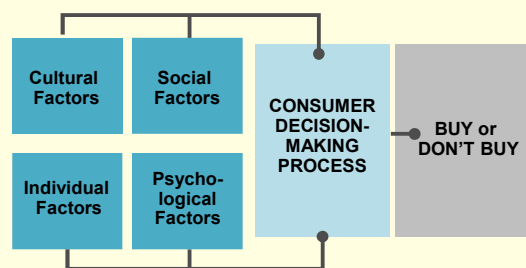 Cultural
Factors
Social
Factors
Individual
Factors
Psycho-
logical
Factors
CONSUMER
DECISION-
MAKING
PROCESS
BUY or
DON'T BUY